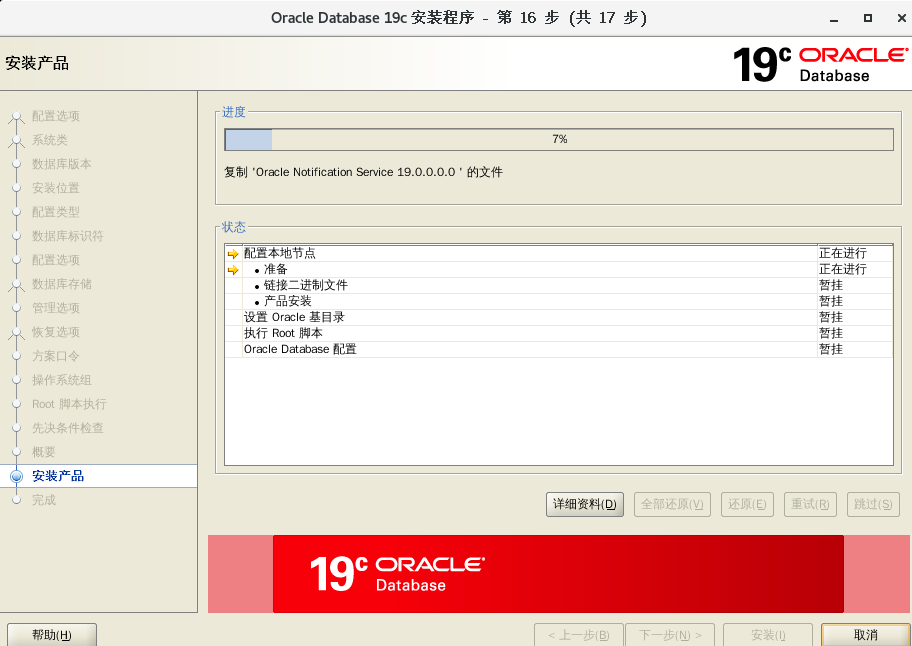 Oracle Database 19c 安装程序 - 第 16 步 (共 17 步)
安装产品
19c ORACLE
Database
配置选项
系统类
数据库版本
安装位置
配置类型
数据库标识符
配置选项
数据库存储
管理选项
恢复选项
方案口令
操作系统组
Root 脚本执行
先决条件检查
概要
安装产品
完成
进度
7%
复制 'Oracle Notification Service 19.0.0.0.0 ' 的文件
状态
配置本地节点 正在进行
• 准备 正在进行
• 链接二进制文件 暂挂
• 产品安装 暂挂
设置 Oracle 基目录 暂挂
执行 Root 脚本 暂挂
Oracle Database 配置 暂挂
详细资料(D) 全部还原(V) 还原(E) 重试(R) 跳过(S)
19c ORACLE
Database
帮助(H) < 上一步(B) 下一步(N) > 安装(I) 取消